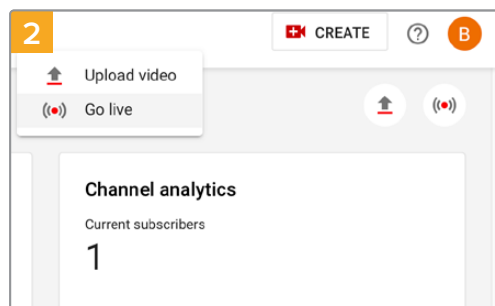 2
CREATE
?
B
Upload video
Go live
Channel analytics
Current subscribers
1